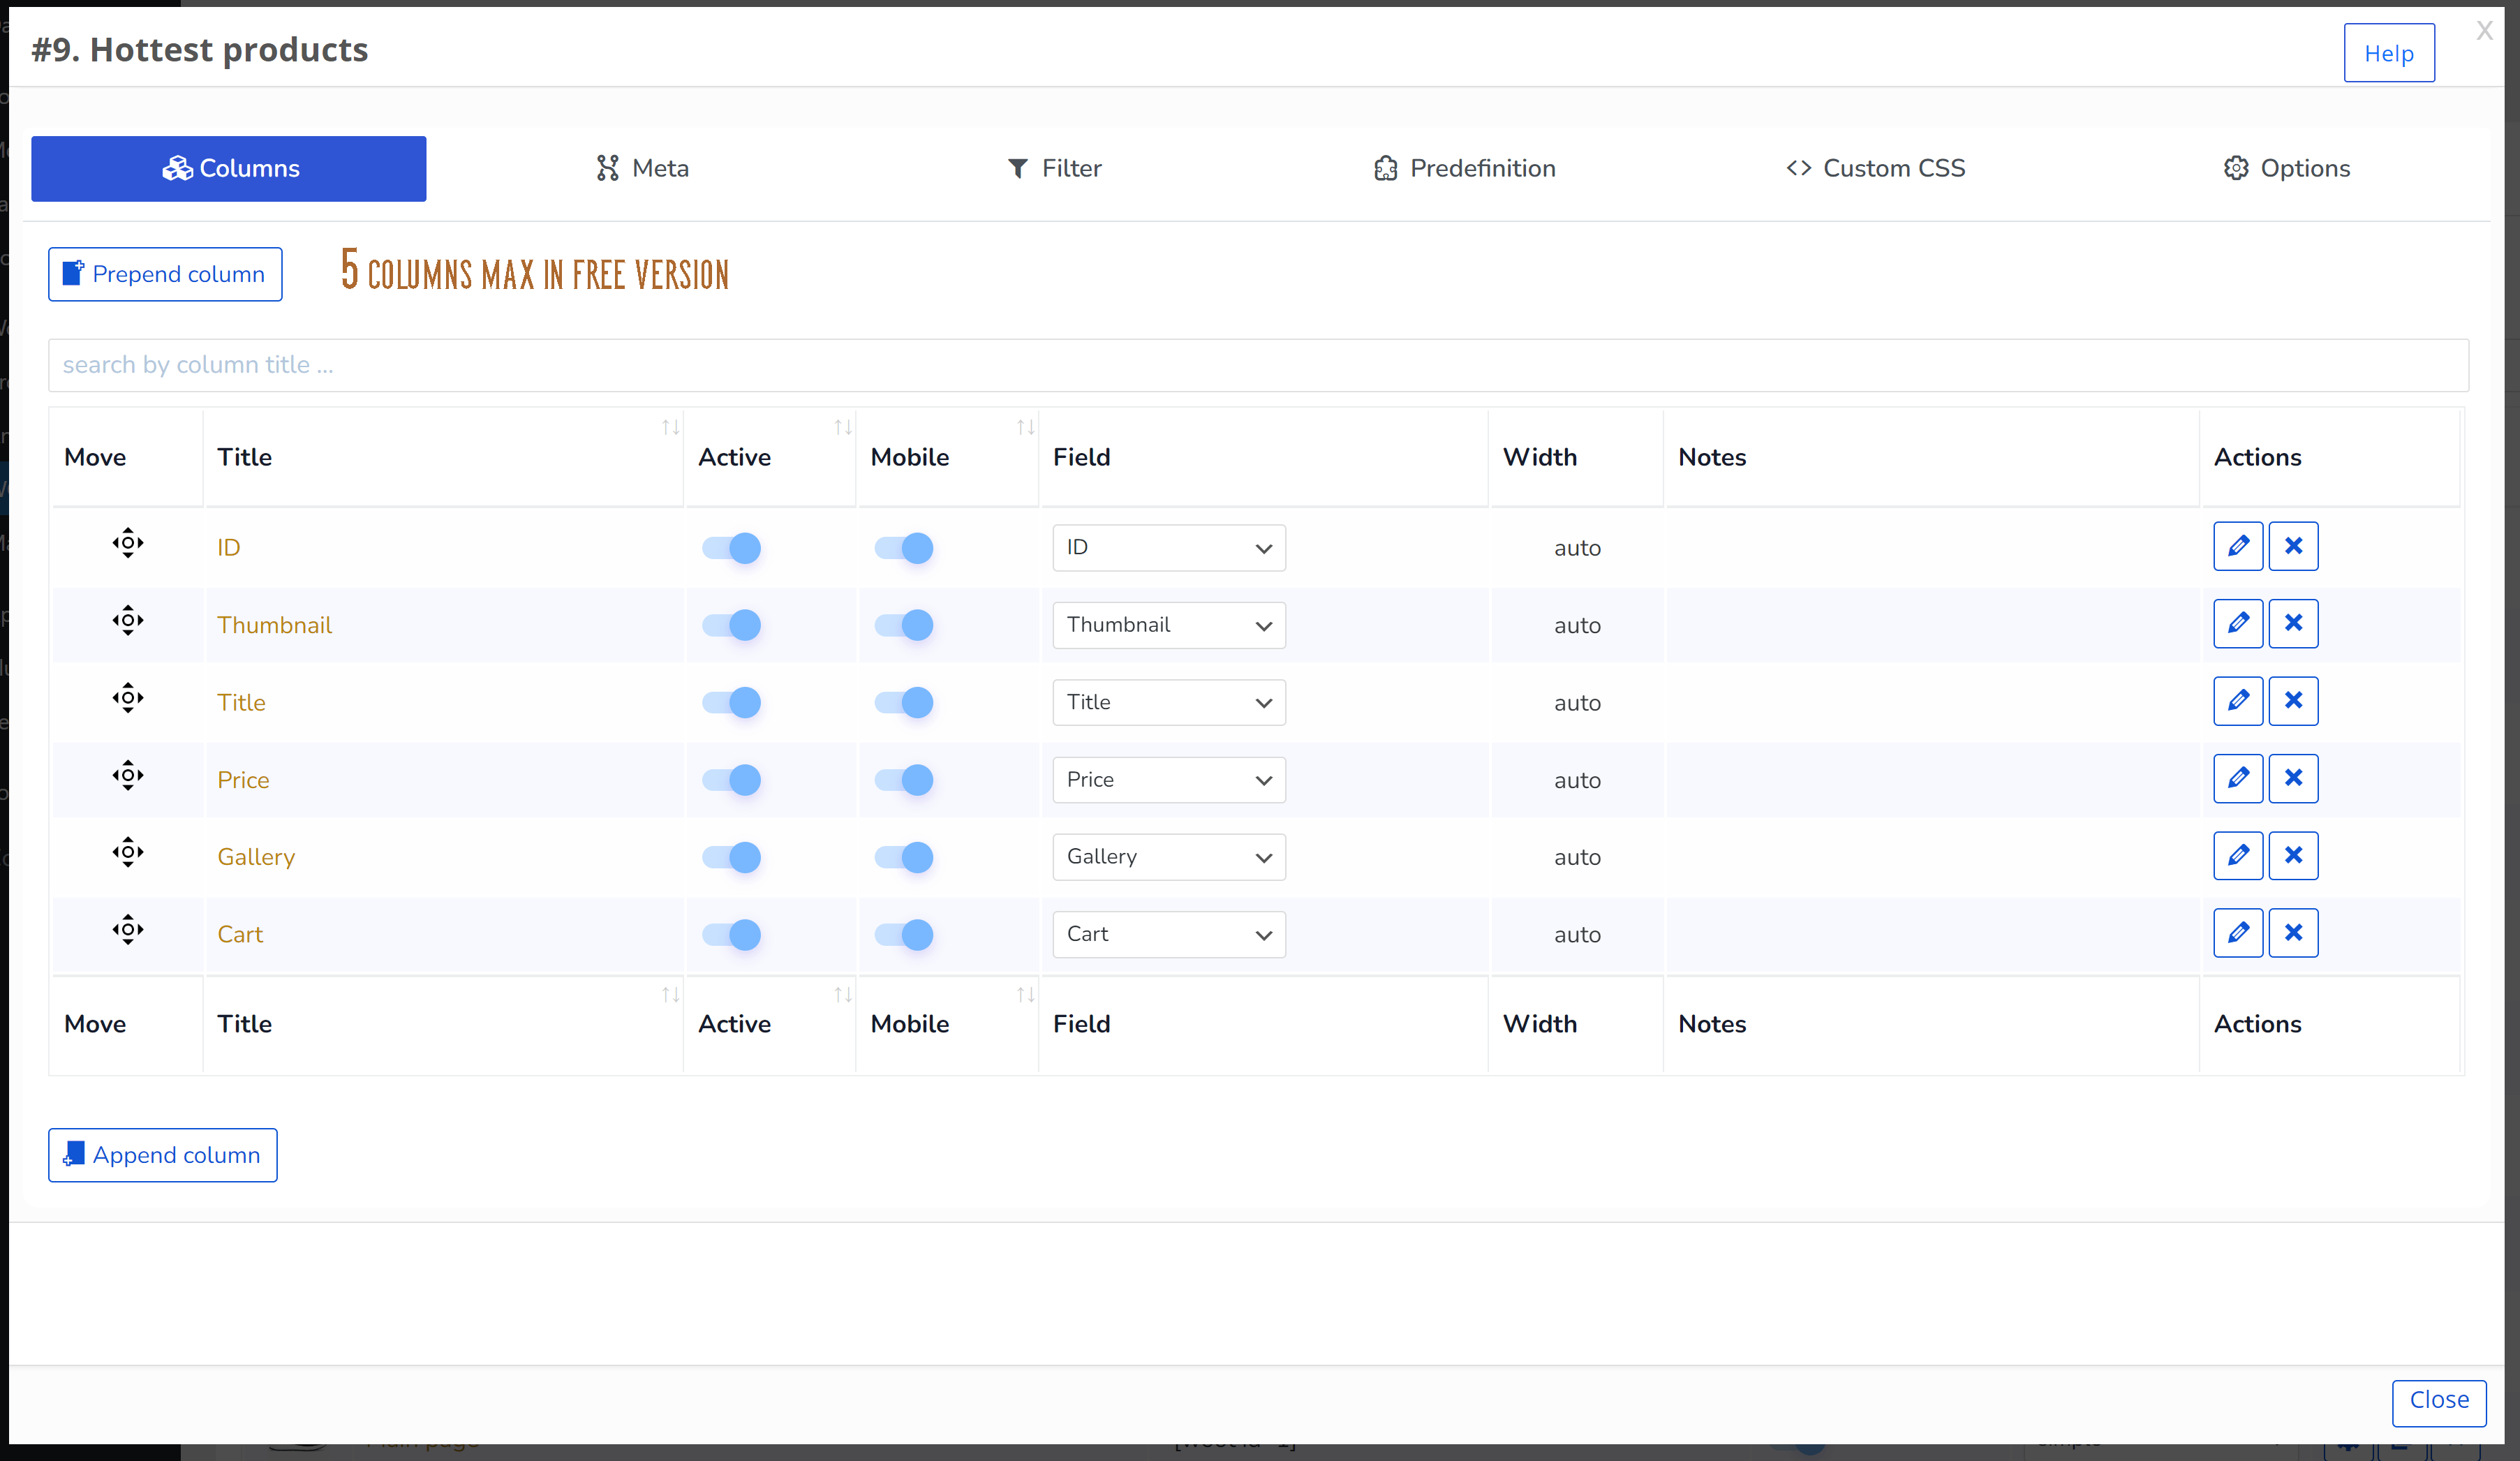 #9. Hottest products
Help
X
Columns Meta Filter Predefinition <> Custom CSS Options
Prepend column 5 COLUMNS MAX IN FREE VERSION
search by column title ...
Move Title Active Mobile Field Width Notes Actions
ID ID auto
Thumbnail Thumbnail auto
Title Title auto
Price Price auto
Gallery Gallery auto
Cart Cart auto
Move Title Active Mobile Field Width Notes Actions
Append column
Close